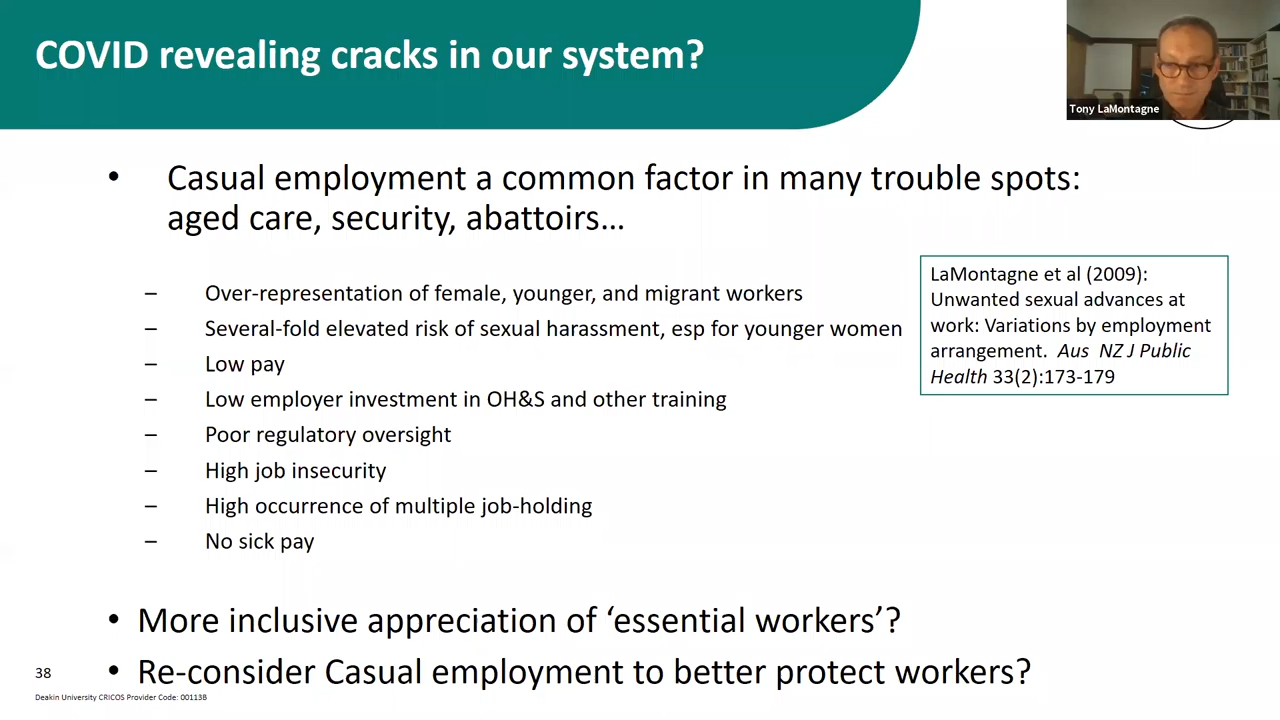 COVID revealing cracks in our system?
Tony LaMontagne
• Casual employment a common factor in many trouble spots:
aged care, security, abattoirs…
– Over-representation of female, younger, and migrant workers
– Several-fold elevated risk of sexual harassment, esp for younger women
– Low pay
– Low employer investment in OH&S and other training
– Poor regulatory oversight
– High job insecurity
– High occurrence of multiple job-holding
– No sick pay
LaMontagne et al (2009):
Unwanted sexual advances at
work: Variations by employment
arrangement. Aus NZ J Public
Health 33(2):173-179
• More inclusive appreciation of ‘essential workers’?
• Re-consider Casual employment to better protect workers?
38
Deakin University CRICOS Provider Code: 00113B